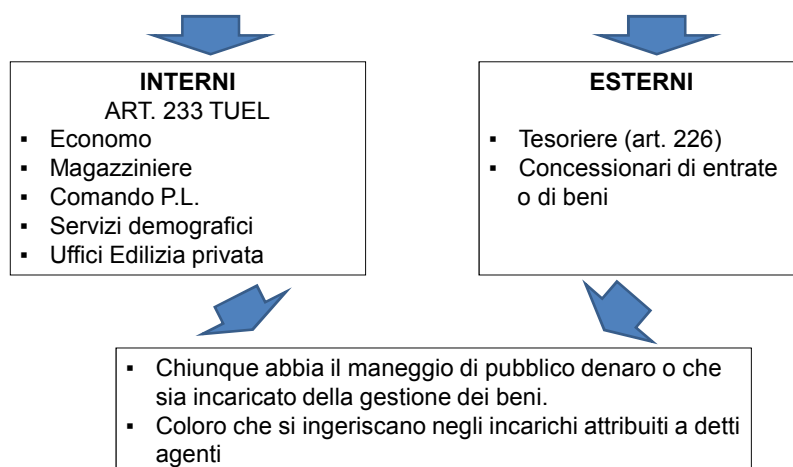 INTERNI
ART. 233 TUEL
▪ Economo
▪ Magazziniere
▪ Comando P.L.
▪ Servizi demografici
▪ Uffici Edilizia privata
ESTERNI
▪ Tesoriere (art. 226)
▪ Concessionari di entrate
o di beni
▪ Chiunque abbia il maneggio di pubblico denaro o che
sia incaricato della gestione dei beni.
▪ Coloro che si ingeriscano negli incarichi attribuiti a detti
agenti